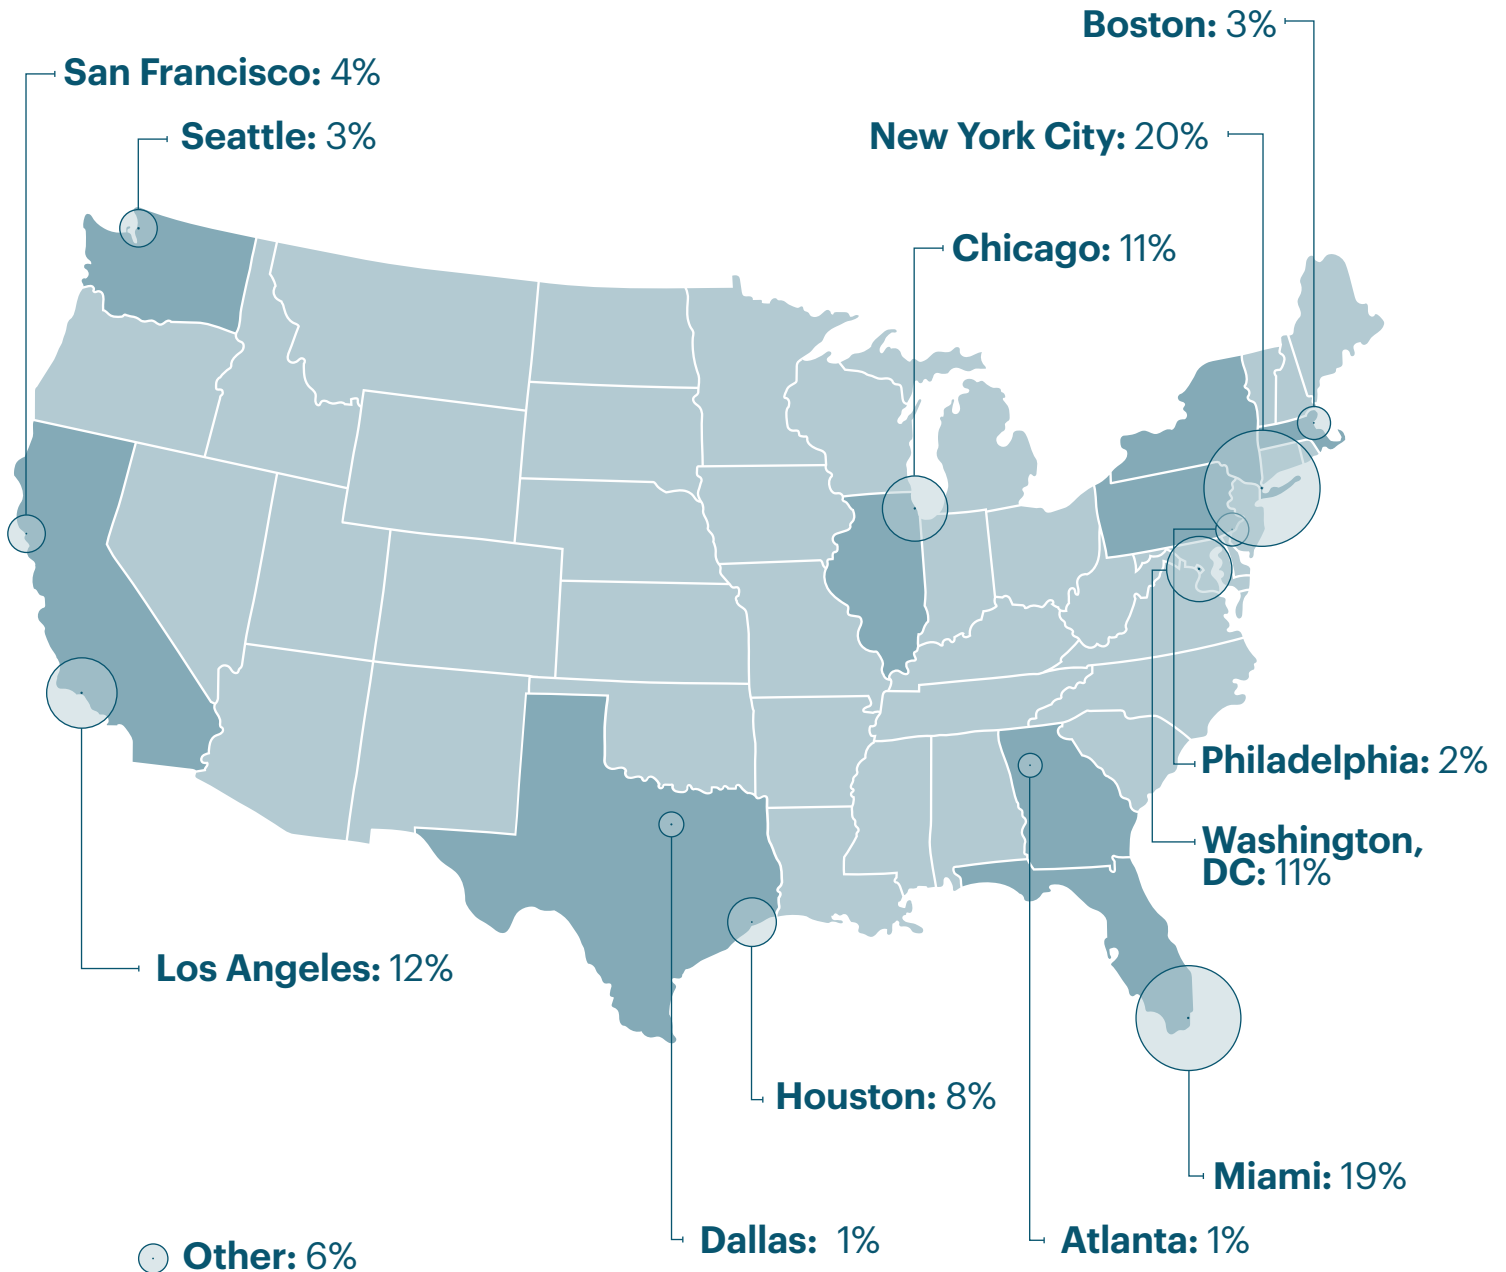 Boston: 3%
San Francisco: 4%
Seattle: 3%
New York City: 20%
Chicago: 11%
Philadelphia: 2%
Washington,
DC: 11%
Los Angeles: 12%
Houston: 8%
Miami: 19%
Dallas: 1%
Atlanta: 1%
Other: 6%